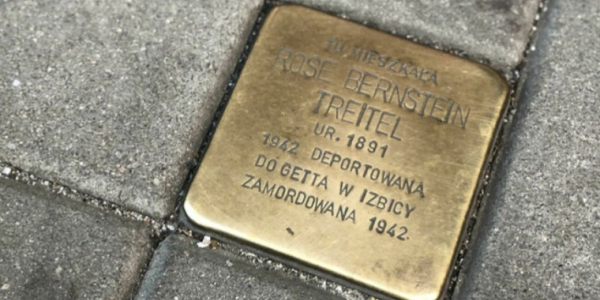 TU MIESZKAŁA
ROSE BERNSTEIN
TREITEL
UR. 1891
1942 DEPORTOWANA
DO GETTA W IZBICY
ZAMORDOWANA 1942